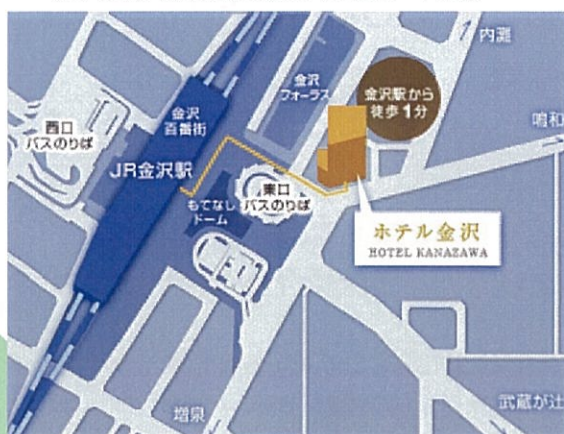 内灘
金沢
フォーラス
金沢駅から
徒歩1分
鳴和
金沢
百番街
西口
バスのりば
JR金沢駅
東口
バスのりば
もてなし
ドーム
ホテル金沢
HOTEL KANAZAWA
武蔵が辻
増泉